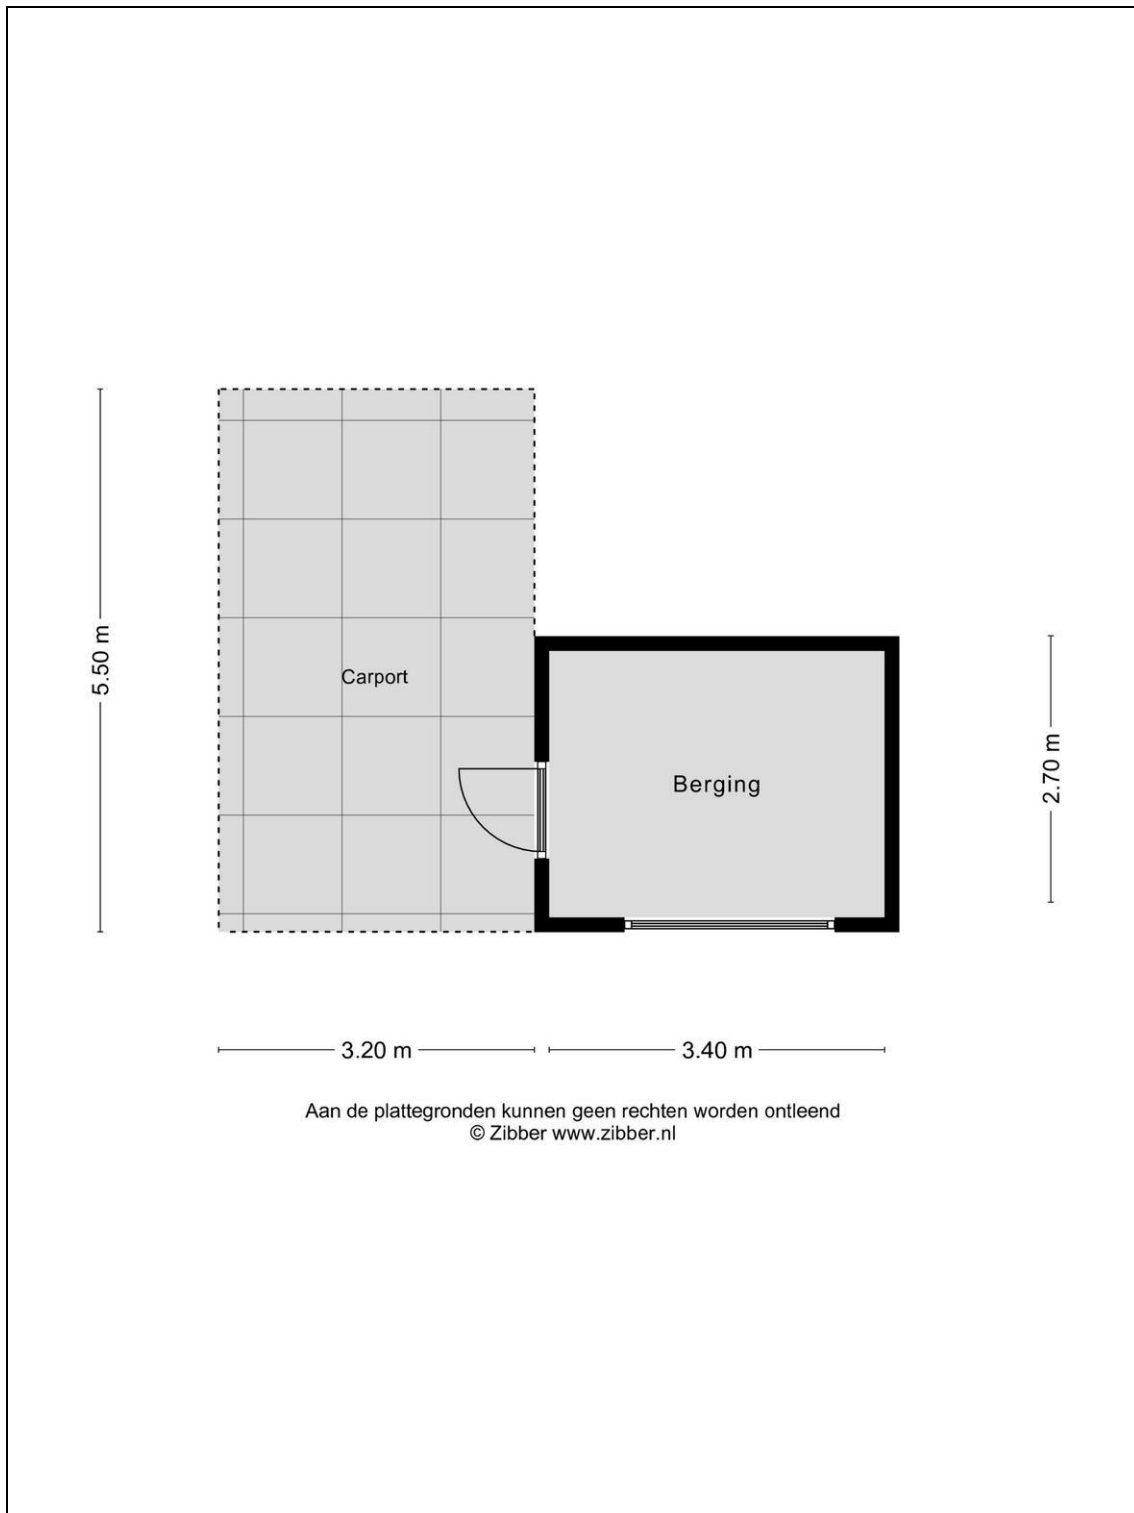 5.50 m
Carport
Berging
2.70 m
3.20 m
3.40 m
Aan de plattegronden kunnen geen rechten worden ontleend
© Zibber www.zibber.nl